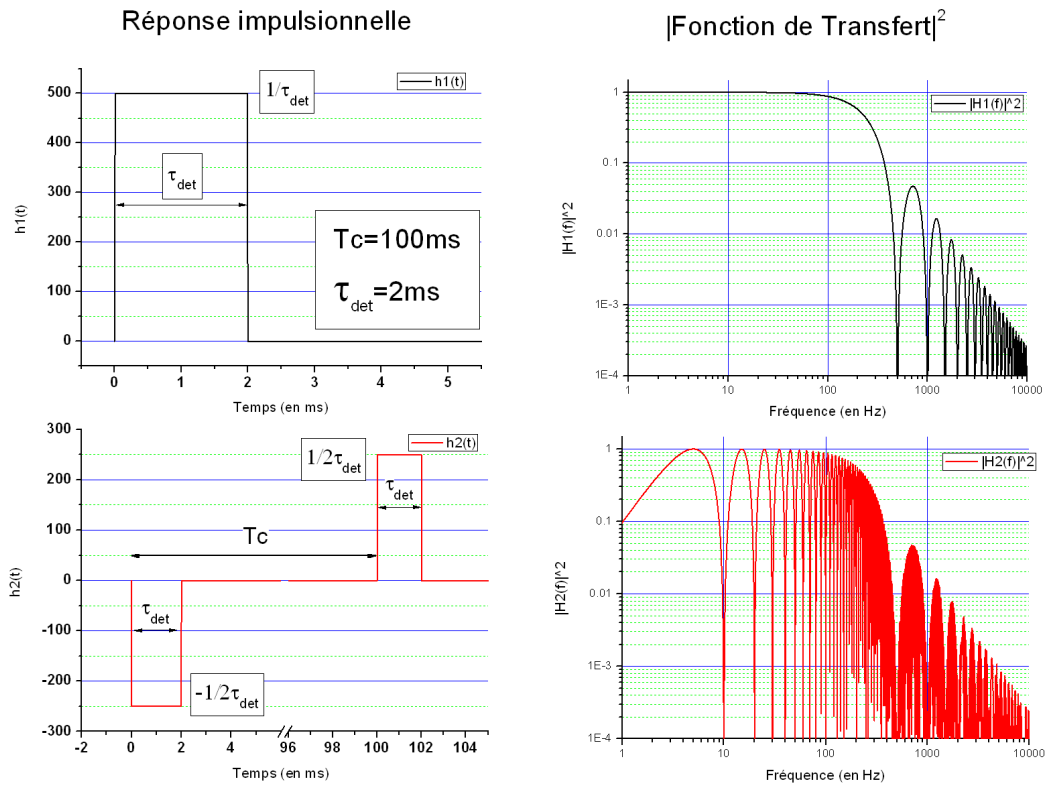 Réponse impulsionnelle
|Fonction de Transfert|²
h1(t)
500
400
300
200
100
0
h1(t)
1/τdet
τdet
Tc=100ms
τdet=2ms
0 1 2 3 4 5
Temps (en ms)
|H1(f)|^2
1
0.1
0.01
1E-3
1E-4
|H1(f)|^2
1 10 100 1000 10000
Fréquence (en Hz)
h2(t)
300
200
100
0
-100
-200
-300
h2(t)
1/2τdet
τdet
Tc
τdet
-1/2τdet
-2 0 2 4 96 98 100 102 104
Temps (en ms)
|H2(f)|^2
1
0.1
0.01
1E-3
1E-4
|H2(f)|^2
1 10 100 1000 10000
Fréquence (en Hz)